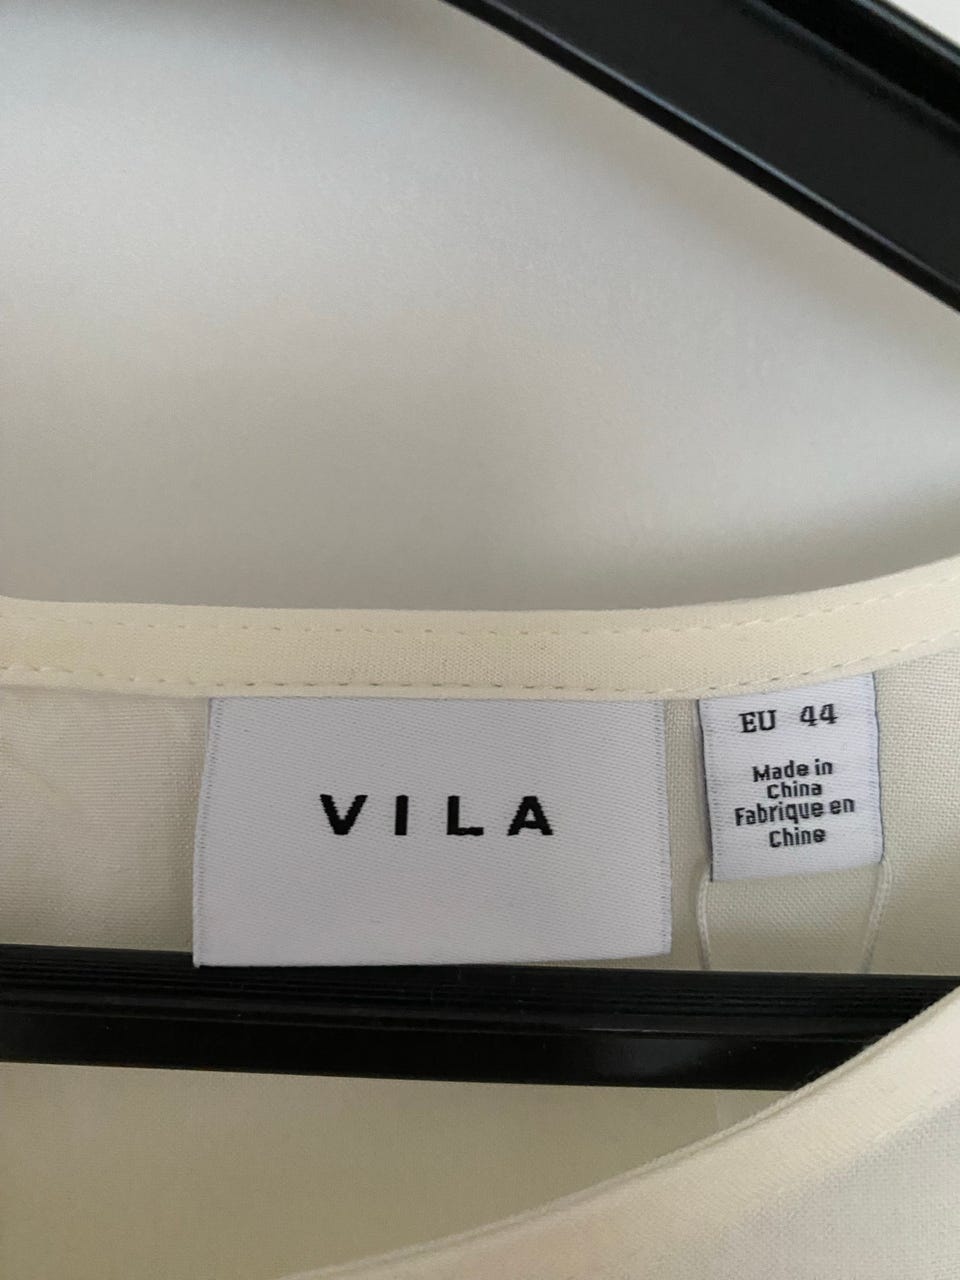 VILA
EU 44
Made in
China
Fabrique en
Chine